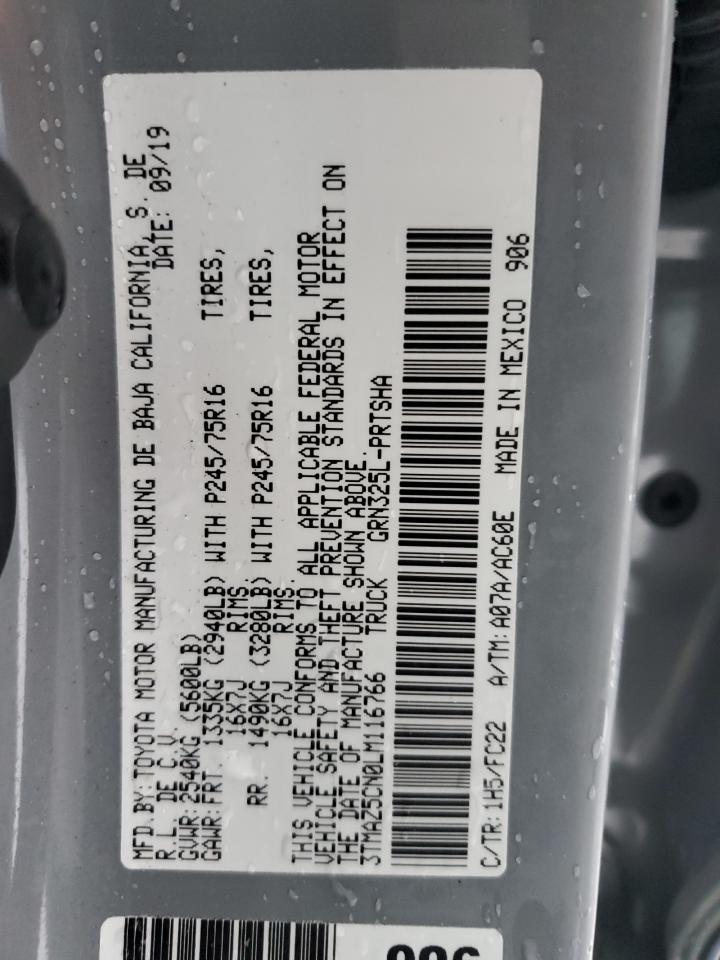 MFD.BY:TOYOTA MOTOR MANUFACTURING DE BAJA CALIFORNIA, S. DE
R.L. DE C.V. DATE: 09/19
GVWR:2540KG (5600LB)
GAWR:FRT. 1335KG (2940LB) WITH P245/75R16 TIRES,
16X7J RIMS.
RR. 1490KG (3280LB) WITH P245/75R16 TIRES,
16X7J RIMS.
THIS VEHICLE CONFORMS TO ALL APPLICABLE FEDERAL MOTOR
VEHICLE SAFETY AND THEFT PREVENTION STANDARDS IN EFFECT ON
THE DATE OF MANUFACTURE SHOWN ABOVE.
3TMAZ5CN0LM116766 TRUCK GRN325L-PRTSHA
C/TR:1H5/FC22 A/TM:A07A/AC60E MADE IN MEXICO 906